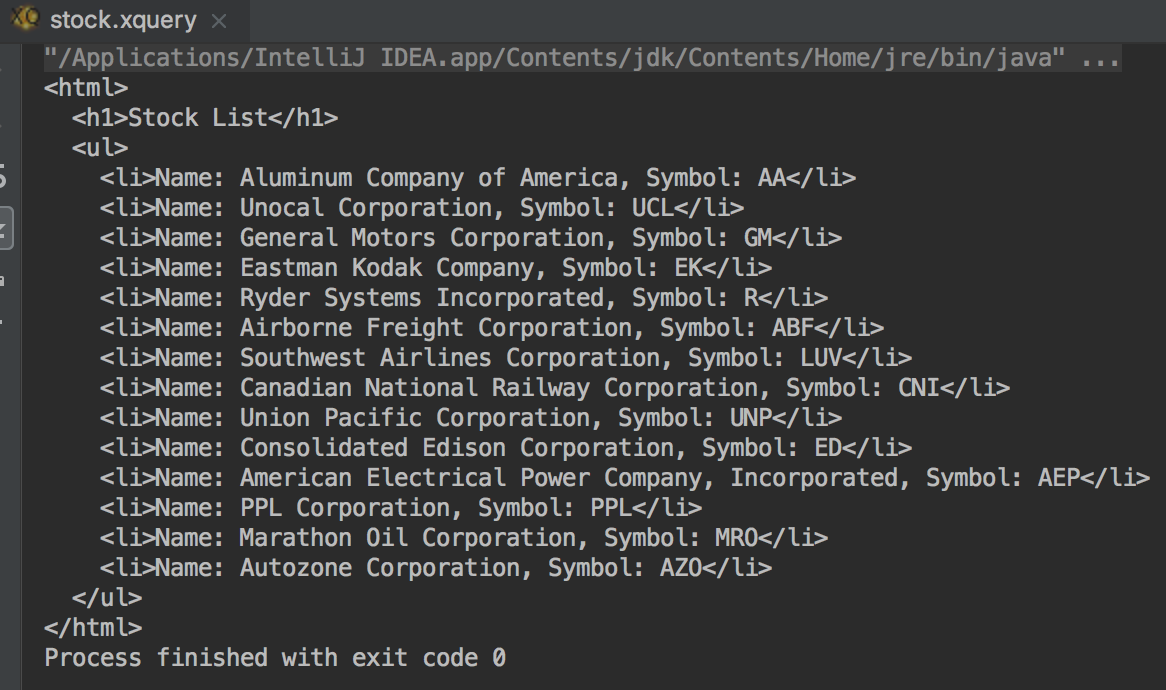 stock.xquery ×
"/Applications/IntelliJ IDEA.app/Contents/jdk/Contents/Home/jre/bin/java" ...
<html>
  <h1>Stock List</h1>
  <ul>
    <li>Name: Aluminum Company of America, Symbol: AA</li>
    <li>Name: Unocal Corporation, Symbol: UCL</li>
    <li>Name: General Motors Corporation, Symbol: GM</li>
    <li>Name: Eastman Kodak Company, Symbol: EK</li>
    <li>Name: Ryder Systems Incorporated, Symbol: R</li>
    <li>Name: Airborne Freight Corporation, Symbol: ABF</li>
    <li>Name: Southwest Airlines Corporation, Symbol: LUV</li>
    <li>Name: Canadian National Railway Corporation, Symbol: CNI</li>
    <li>Name: Union Pacific Corporation, Symbol: UNP</li>
    <li>Name: Consolidated Edison Corporation, Symbol: ED</li>
    <li>Name: American Electrical Power Company, Incorporated, Symbol: AEP</li>
    <li>Name: PPL Corporation, Symbol: PPL</li>
    <li>Name: Marathon Oil Corporation, Symbol: MRO</li>
    <li>Name: Autozone Corporation, Symbol: AZO</li>
  </ul>
</html>
Process finished with exit code 0